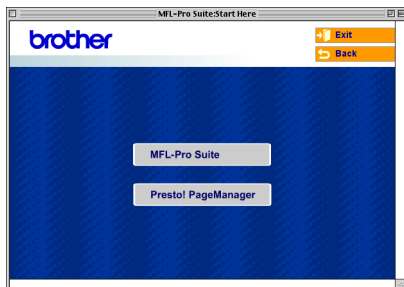 MFL-Pro Suite:Start Here
brother
Exit
Back
MFL-Pro Suite
Presto! PageManager